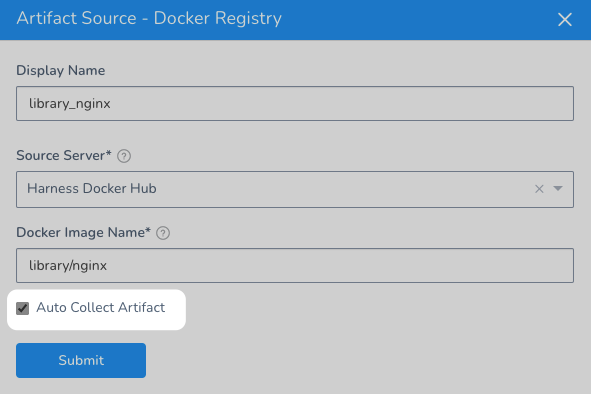 Artifact Source - Docker Registry
Display Name
library_nginx
Source Server* ?
Harness Docker Hub
Docker Image Name* ?
library/nginx
Auto Collect Artifact
Submit